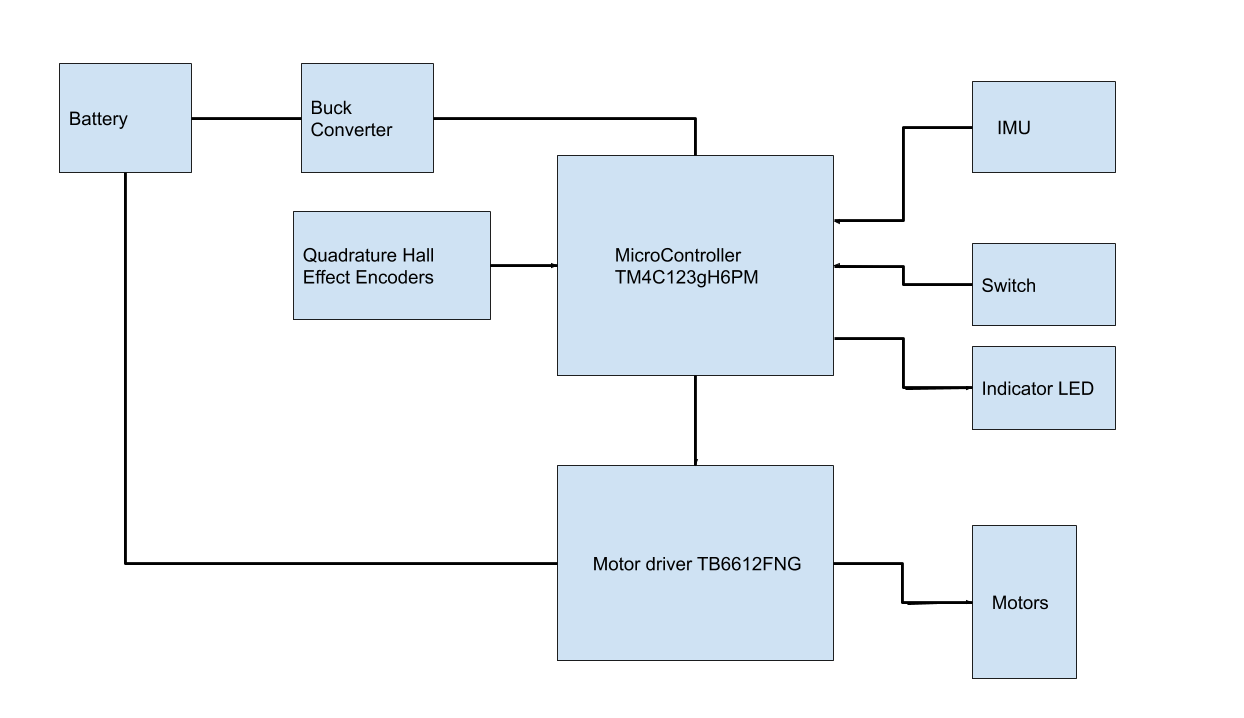 Battery
Buck
Converter
IMU
Quadrature Hall
Effect Encoders
MicroController
TM4C123gH6PM
Switch
Indicator LED
Motor driver TB6612FNG
Motors